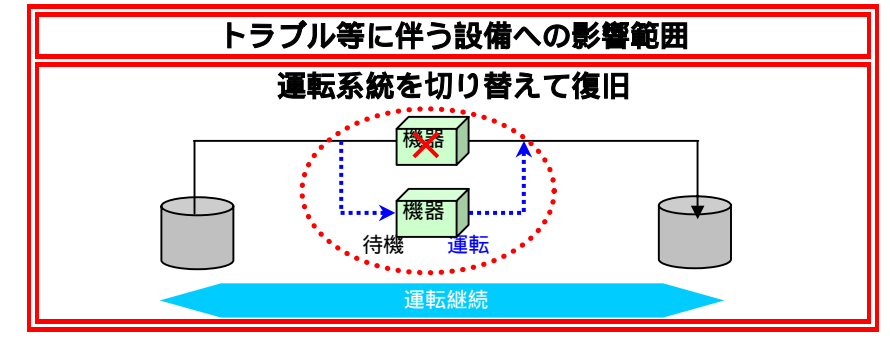 トラブル等に伴う設備への影響範囲
運転系統を切り替えて復旧
機器
機器
待機 運転
運転継続